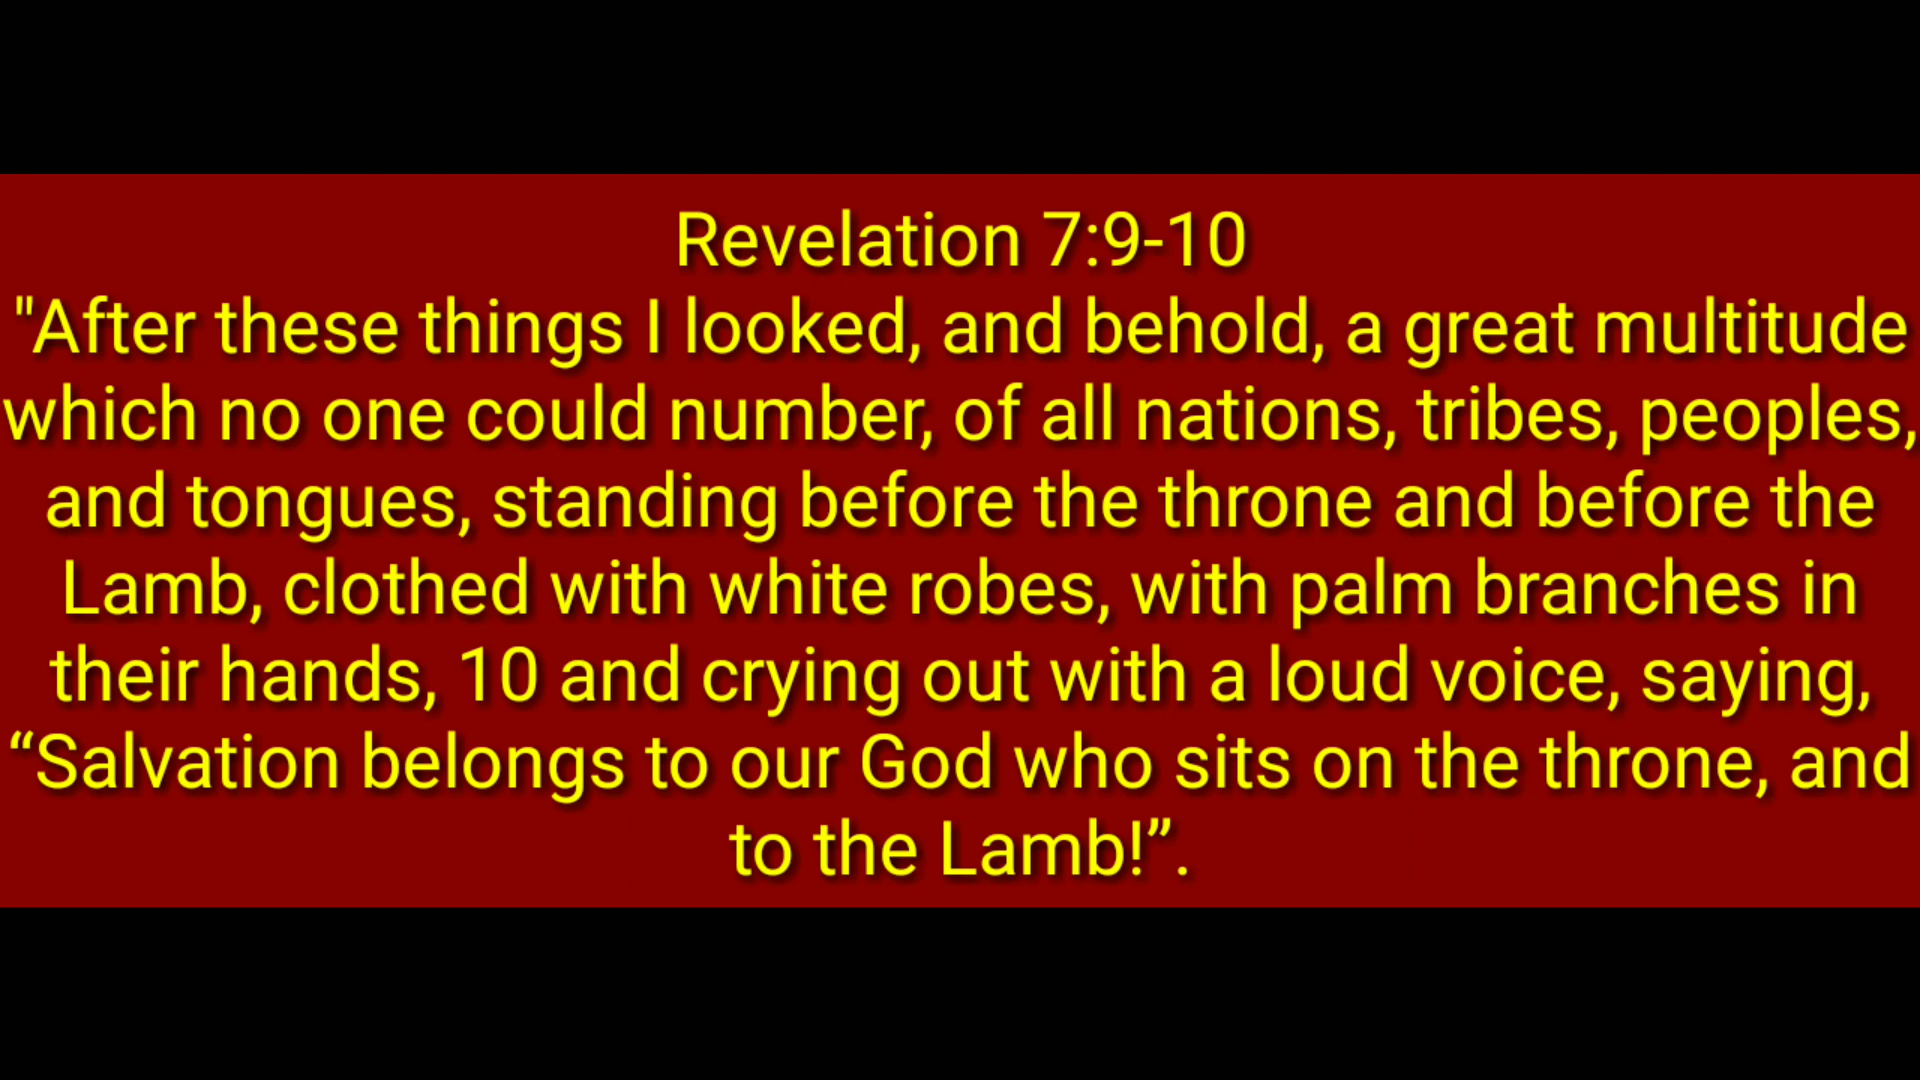 Revelation 7:9-10
"After these things I looked, and behold, a great multitude
which no one could number, of all nations, tribes, peoples,
and tongues, standing before the throne and before the
Lamb, clothed with white robes, with palm branches in
their hands, 10 and crying out with a loud voice, saying,
“Salvation belongs to our God who sits on the throne, and
to the Lamb!”.